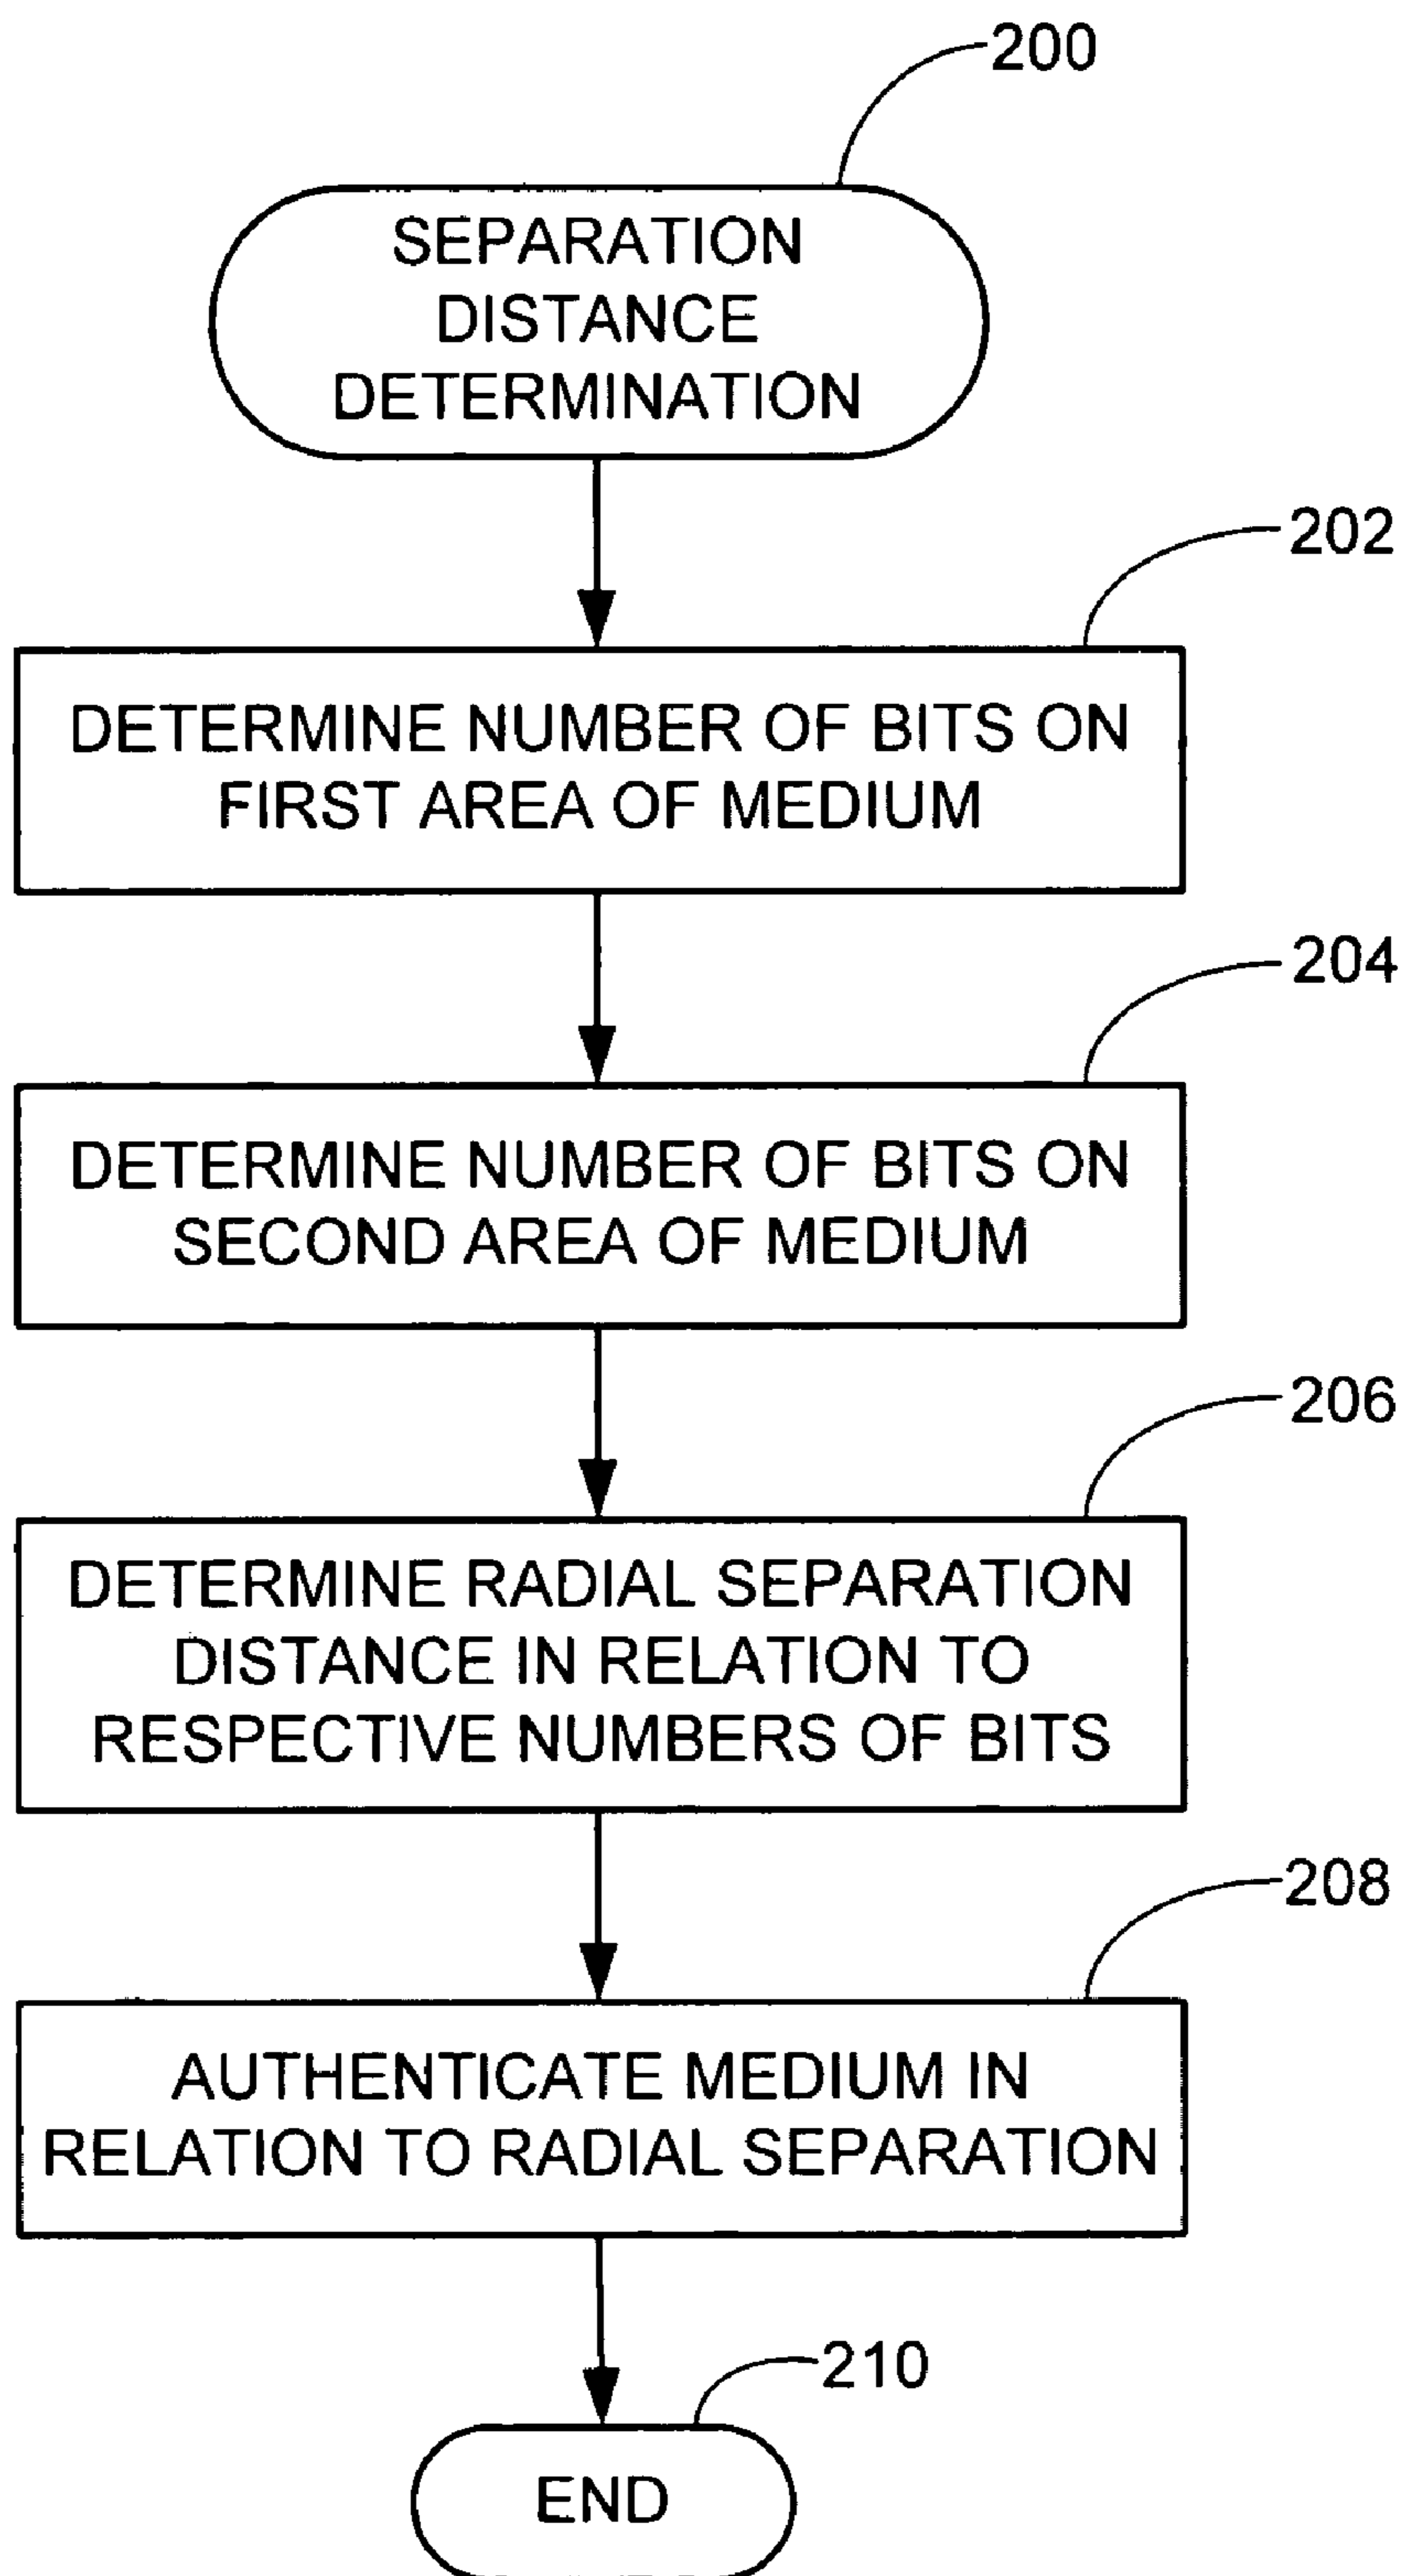 200
SEPARATION
DISTANCE
DETERMINATION
202
DETERMINE NUMBER OF BITS ON
FIRST AREA OF MEDIUM
204
DETERMINE NUMBER OF BITS ON
SECOND AREA OF MEDIUM
206
DETERMINE RADIAL SEPARATION
DISTANCE IN RELATION TO
RESPECTIVE NUMBERS OF BITS
208
AUTHENTICATE MEDIUM IN
RELATION TO RADIAL SEPARATION
210
END